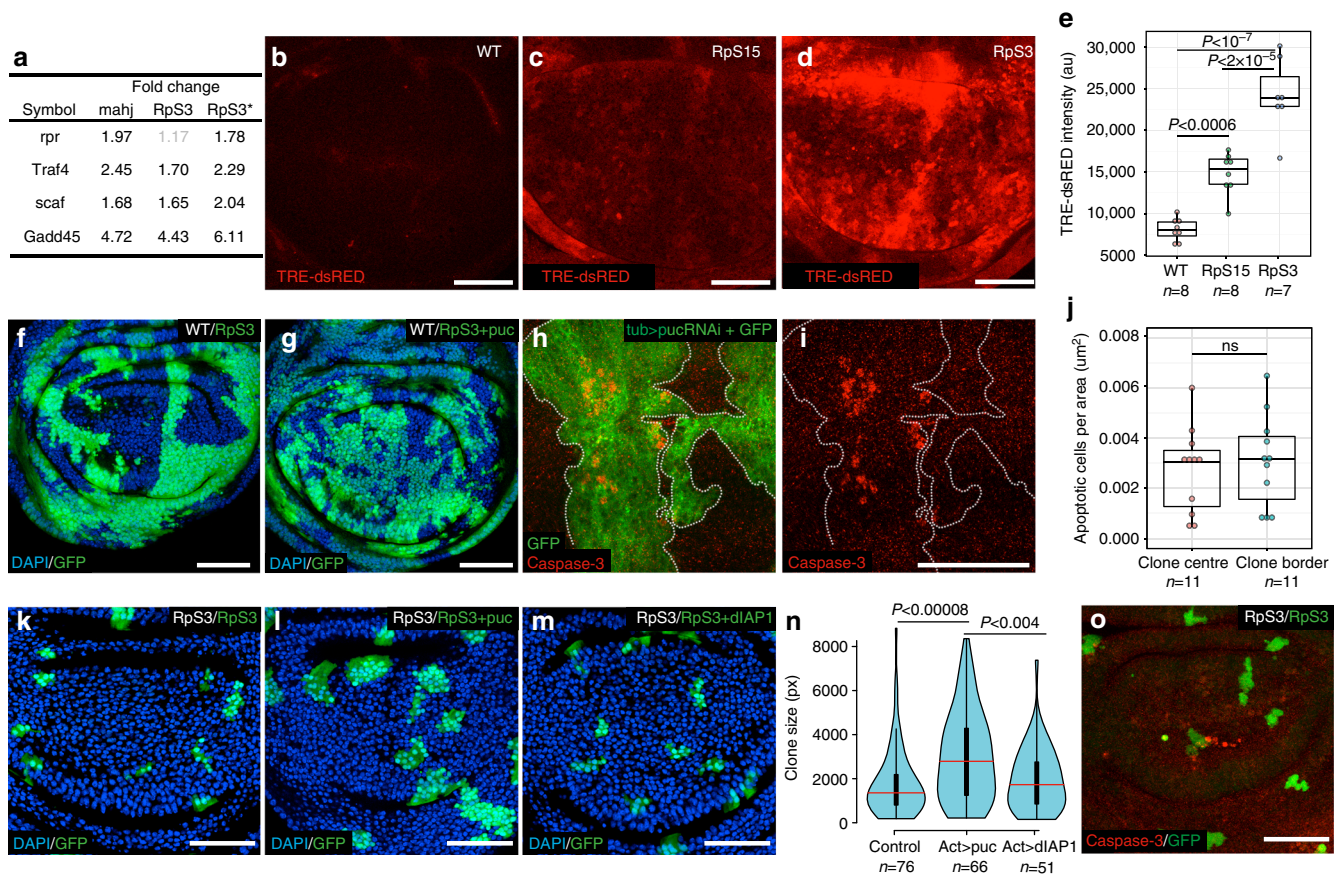 a
Fold change
Symbol mahj RpS3 RpS3*
rpr 1.97 1.17 1.78
Traf4 2.45 1.70 2.29
scaf 1.68 1.65 2.04
Gadd45 4.72 4.43 6.11
b WT
TRE-dsRED
c RpS15
TRE-dsRED
d RpS3
TRE-dsRED
e
P<10⁻⁷
P<2×10⁻⁵
P<0.0006
30,000
25,000
20,000
15,000
10,000
5000
TRE-dsRED intensity (au)
WT RpS15 RpS3
n=8 n=8 n=7
f WT/RpS3
DAPI/GFP
g WT/RpS3+puc
DAPI/GFP
h tub>pucRNAi + GFP
GFP
Caspase-3
i
Caspase-3
j
ns
0.008
0.006
0.004
0.002
0.000
Apoptotic cells per area (um²)
Clone centre Clone border
n=11 n=11
k RpS3/RpS3
DAPI/GFP
l RpS3/RpS3+puc
DAPI/GFP
m RpS3/RpS3+dIAP1
DAPI/GFP
n
P<0.00008
P<0.004
8000
6000
4000
2000
0
Clone size (px)
Control Act>puc Act>dIAP1
n=76 n=66 n=51
o RpS3/RpS3
Caspase-3/GFP